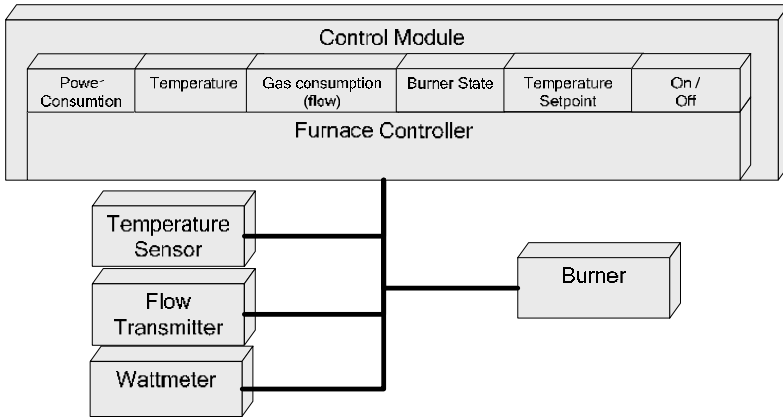 Control Module
Power Temperature Gas consumption Burner State Temperature On /
Consumtion (flow) Setpoint Off
Furnace Controller
Temperature
Sensor
Flow
Transmitter
Wattmeter
Burner